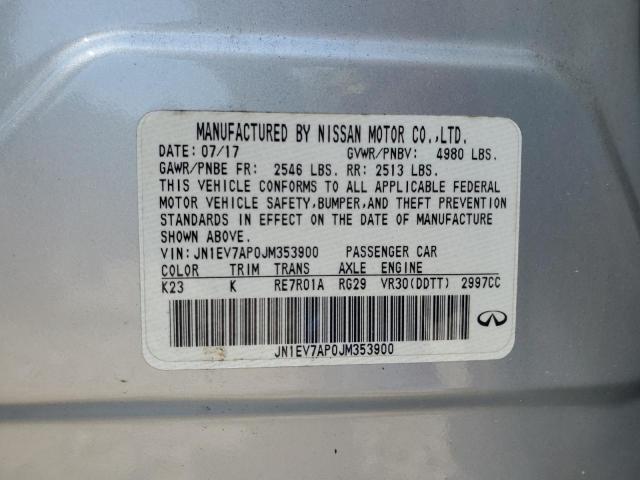 MANUFACTURED BY NISSAN MOTOR CO.,LTD.
DATE: 07/17 GVWR/PNBV: 4980 LBS.
GAWR/PNBE FR: 2546 LBS. RR: 2513 LBS.
THIS VEHICLE CONFORMS TO ALL APPLICABLE FEDERAL
MOTOR VEHICLE SAFETY,BUMPER,AND THEFT PREVENTION
STANDARDS IN EFFECT ON THE DATE OF MANUFACTURE
SHOWN ABOVE.
VIN: JN1EV7AP0JM353900 PASSENGER CAR
COLOR TRIM TRANS AXLE ENGINE
K23 K RE7R01A RG29 VR30(DDTT) 2997CC
JN1EV7AP0JM353900